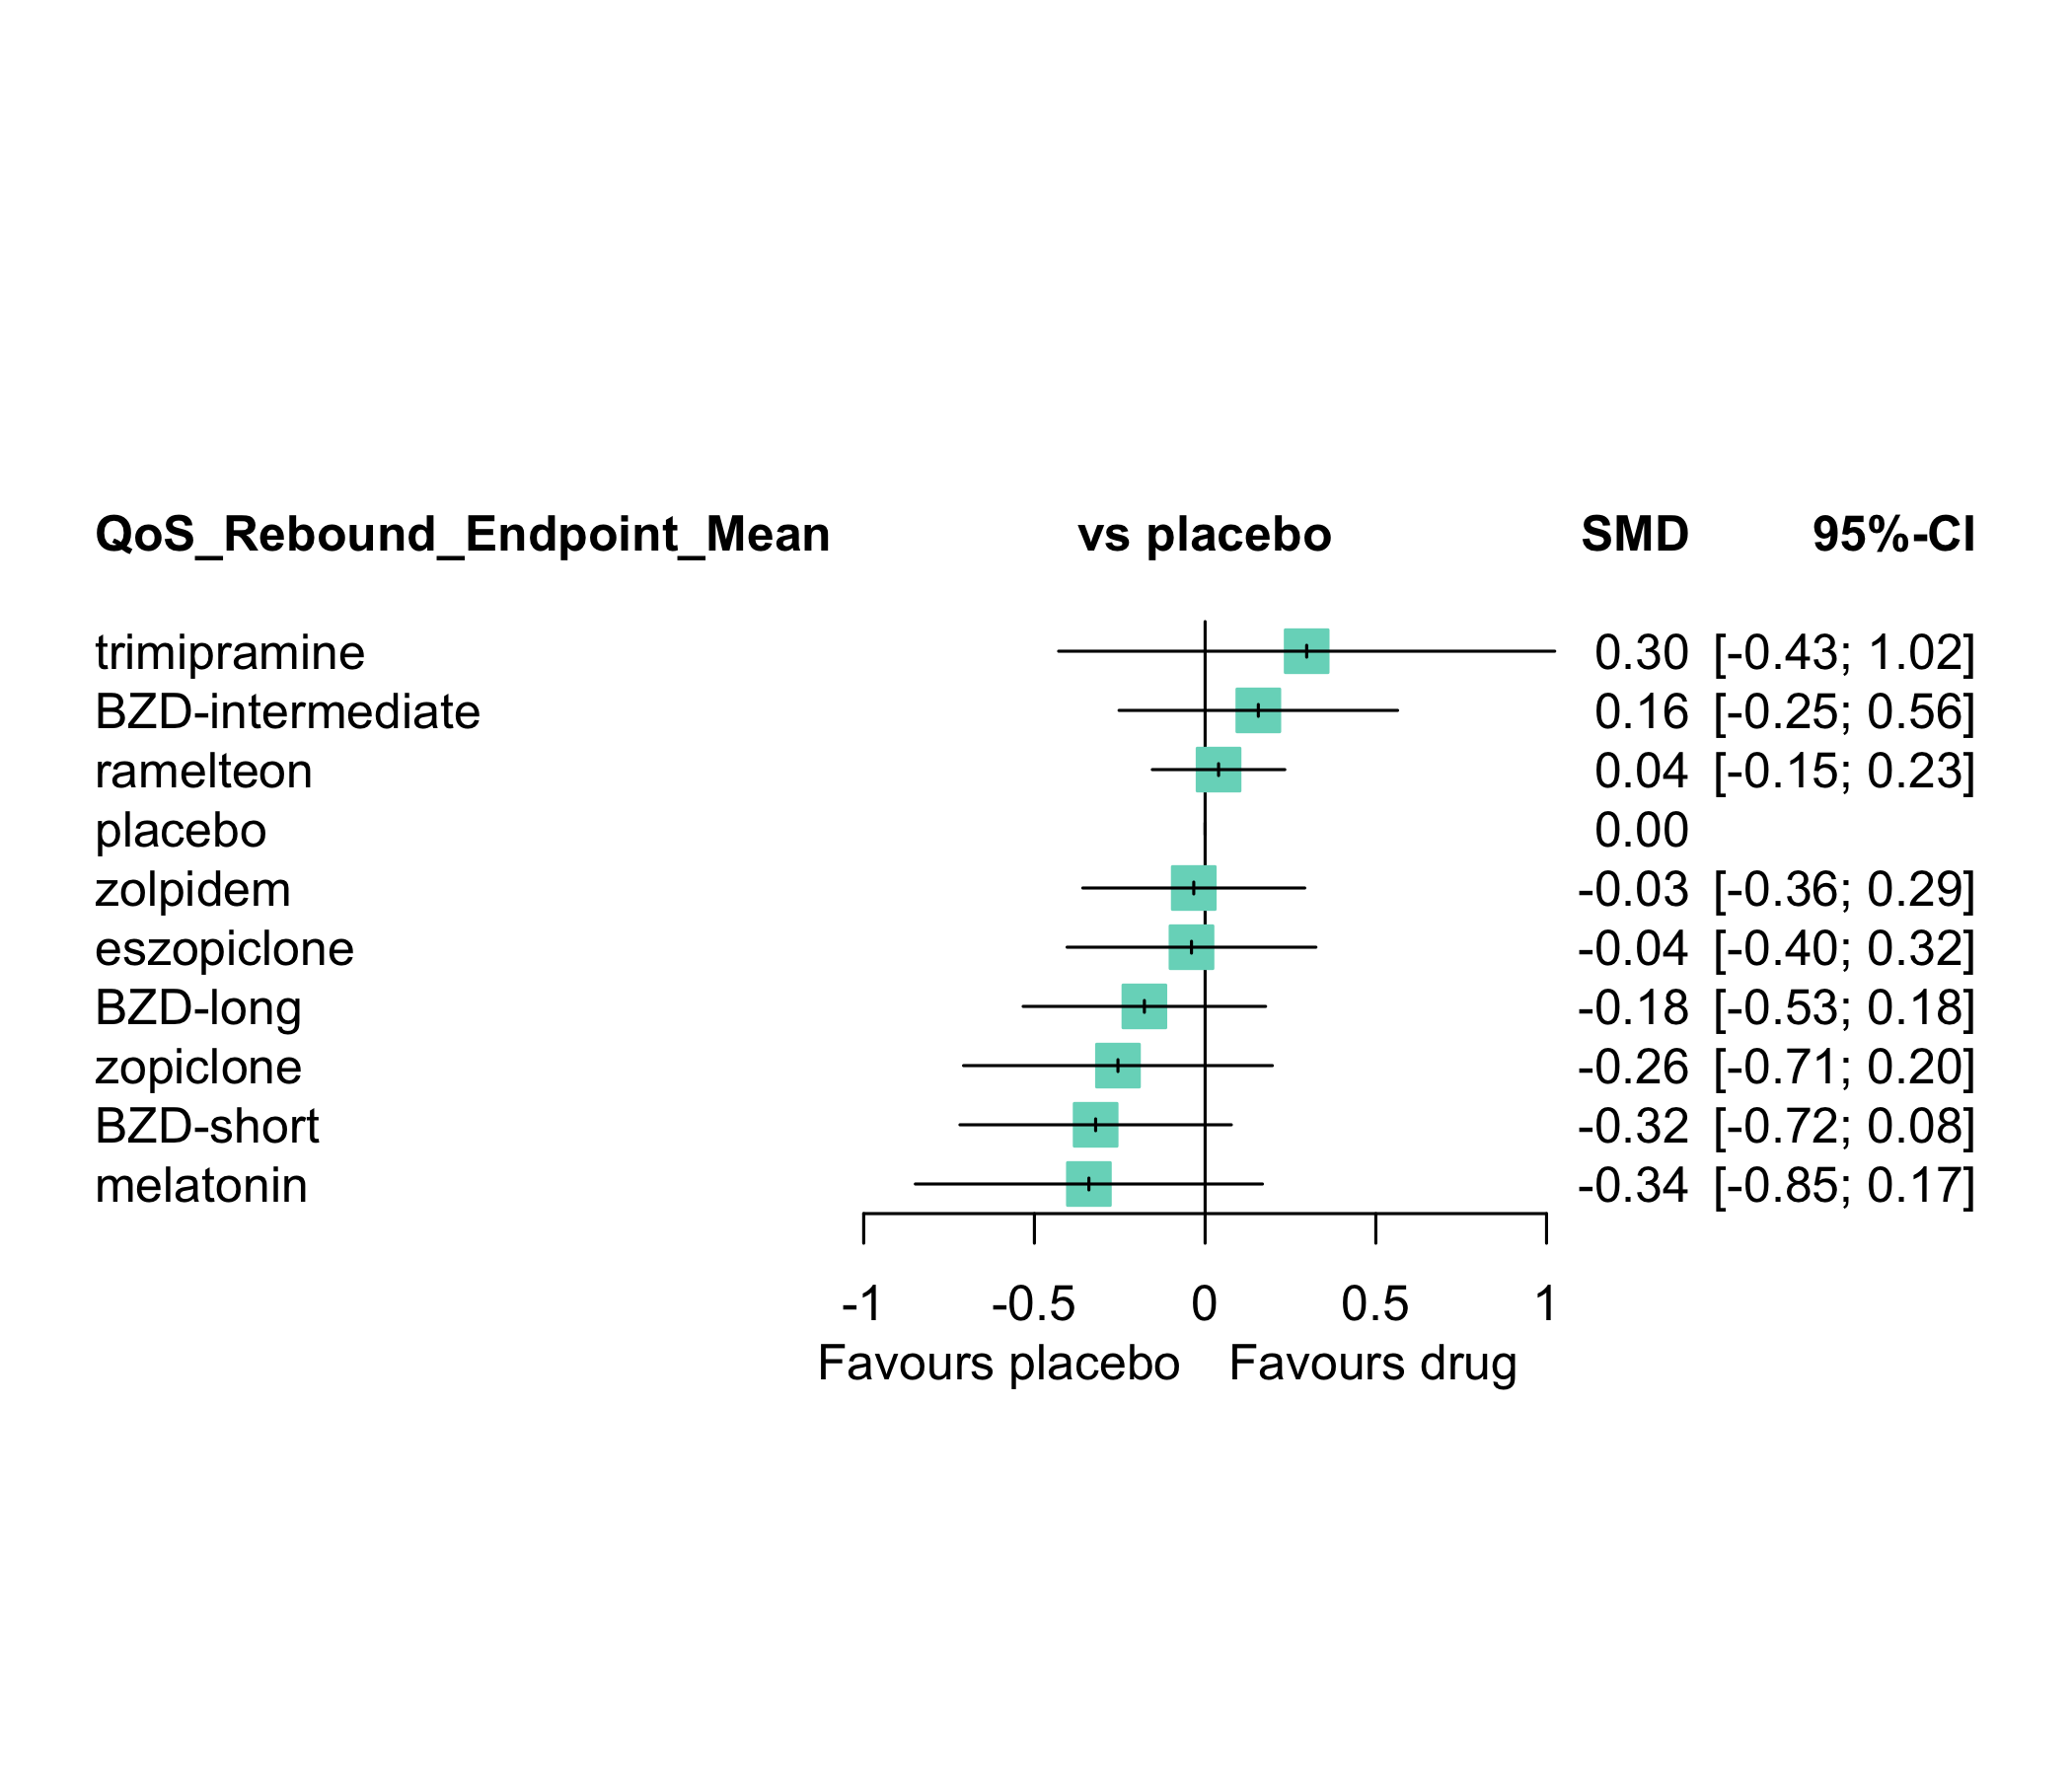 QoS_Rebound_Endpoint_Mean vs placebo SMD 95%-CI
trimipramine 0.30 [-0.43; 1.02]
BZD-intermediate 0.16 [-0.25; 0.56]
ramelteon 0.04 [-0.15; 0.23]
placebo 0.00
zolpidem -0.03 [-0.36; 0.29]
eszopiclone -0.04 [-0.40; 0.32]
BZD-long -0.18 [-0.53; 0.18]
zopiclone -0.26 [-0.71; 0.20]
BZD-short -0.32 [-0.72; 0.08]
melatonin -0.34 [-0.85; 0.17]
-1 -0.5 0 0.5 1
Favours placebo Favours drug